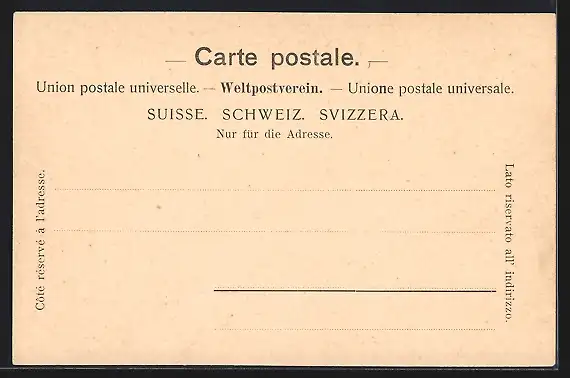 — Carte postale. —
Union postale universelle. — Weltpostverein. — Unione postale universale.
SUISSE. SCHWEIZ. SVIZZERA.
Nur für die Adresse.
Côté réservé à l'adresse.
Lato riservato all' indirizzo.